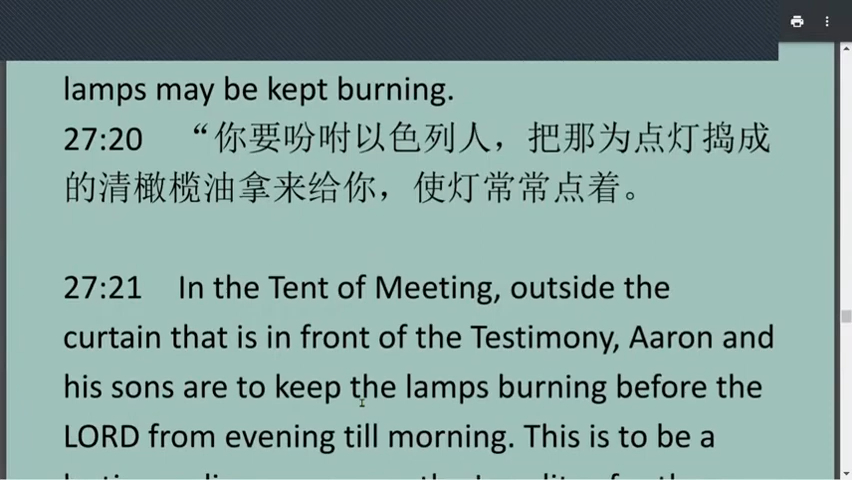 lamps may be kept burning.
27:20 “你要吩咐以色列人，把那为点灯捣成
的清橄榄油拿来给你，使灯常常点着。
27:21 In the Tent of Meeting, outside the
curtain that is in front of the Testimony, Aaron and
his sons are to keep the lamps burning before the
LORD from evening till morning. This is to be a